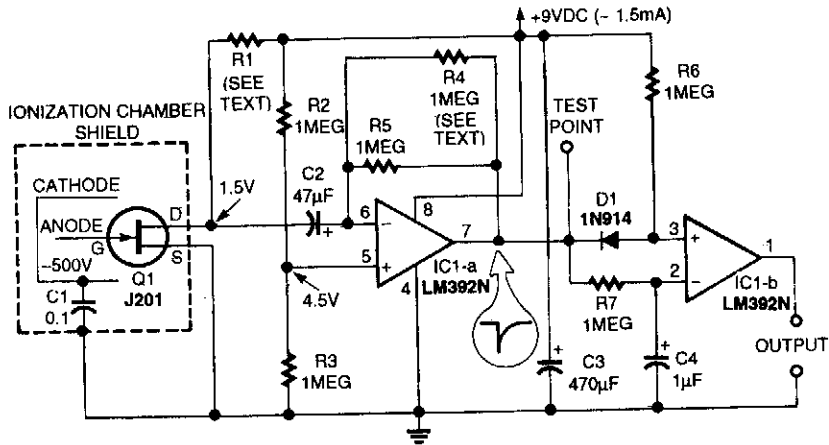 +9VDC (~ 1.5mA)
R1
(SEE
TEXT)
R4
1MEG
(SEE
TEXT)
R6
1MEG
R2
1MEG
R5
1MEG
TEST
POINT
IONIZATION CHAMBER
SHIELD
CATHODE
ANODE
D
G
S
–500V
Q1
J201
C1
0.1
1.5V
C2
47µF
+
6
–
5
+
8
7
4
IC1-a
LM392N
4.5V
R3
1MEG
D1
1N914
3
+
2
–
1
IC1-b
LM392N
R7
1MEG
+
C3
470µF
+
C4
1µF
OUTPUT